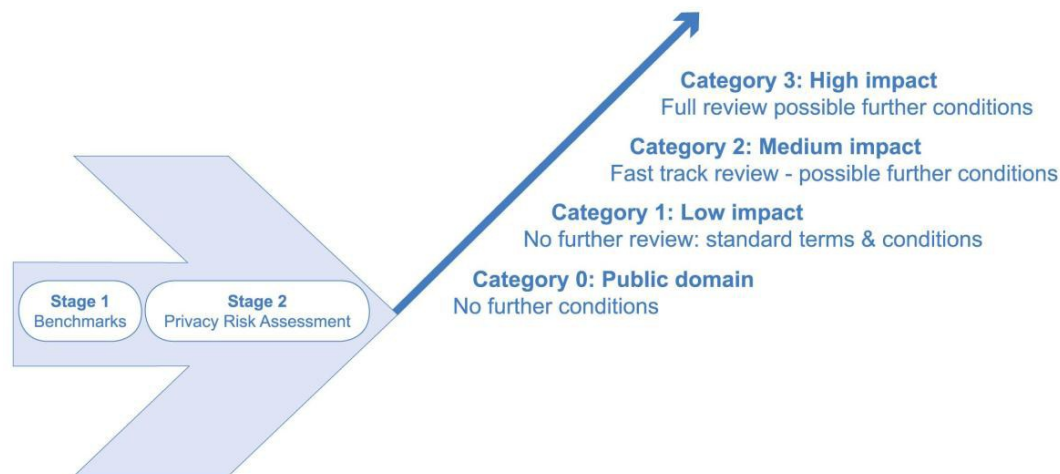 Category 3: High impact
Full review possible further conditions
Category 2: Medium impact
Fast track review - possible further conditions
Category 1: Low impact
No further review: standard terms & conditions
Category 0: Public domain
No further conditions
Stage 1
Benchmarks
Stage 2
Privacy Risk Assessment